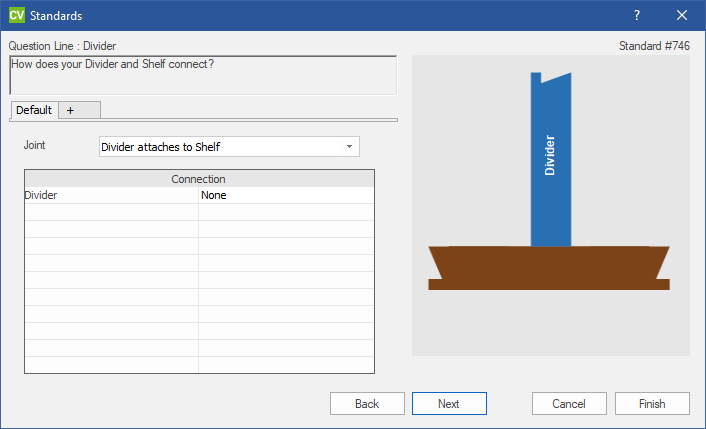 CV Standards ?
Question Line : Divider
Standard #746
How does your Divider and Shelf connect?
Default +
Joint Divider attaches to Shelf
Connection
Divider None
Divider
Back Next Cancel Finish